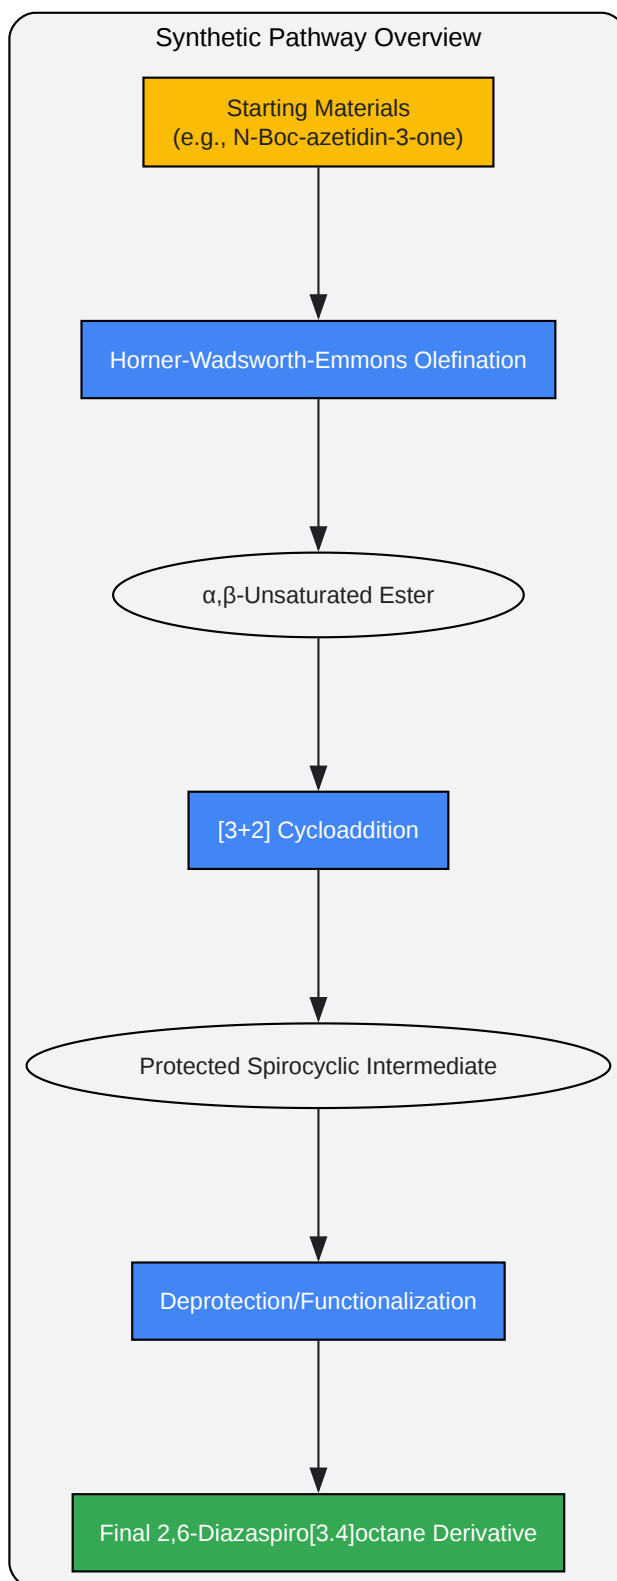 Synthetic Pathway Overview
Starting Materials
(e.g., N-Boc-azetidin-3-one)
Horner-Wadsworth-Emmons Olefination
α,β-Unsaturated Ester
[3+2] Cycloaddition
Protected Spirocyclic Intermediate
Deprotection/Functionalization
Final 2,6-Diazaspiro[3.4]octane Derivative